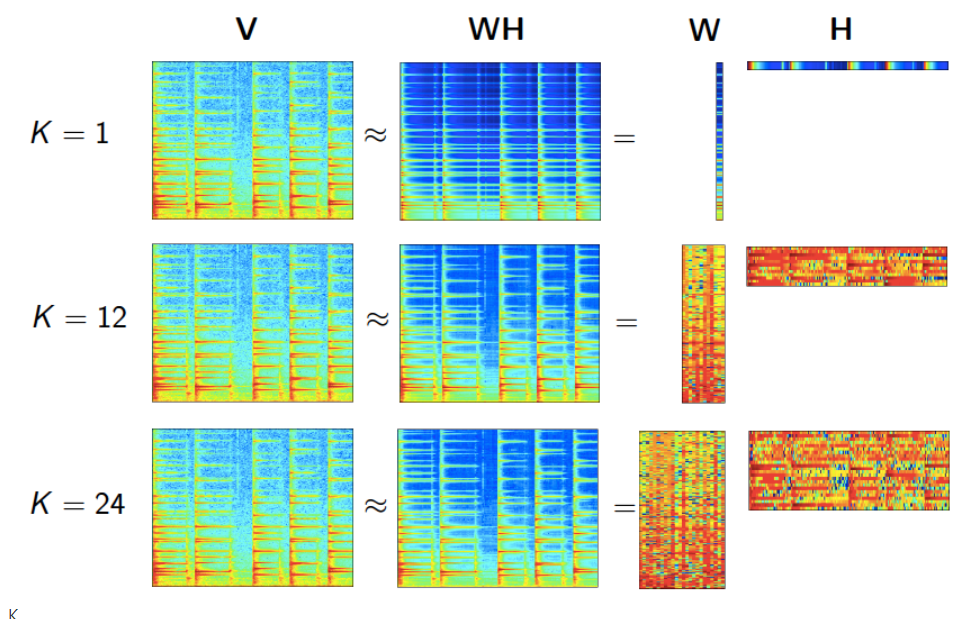 V WH W H
K = 1 ≈ =
K = 12 ≈ =
K = 24 ≈ =
K